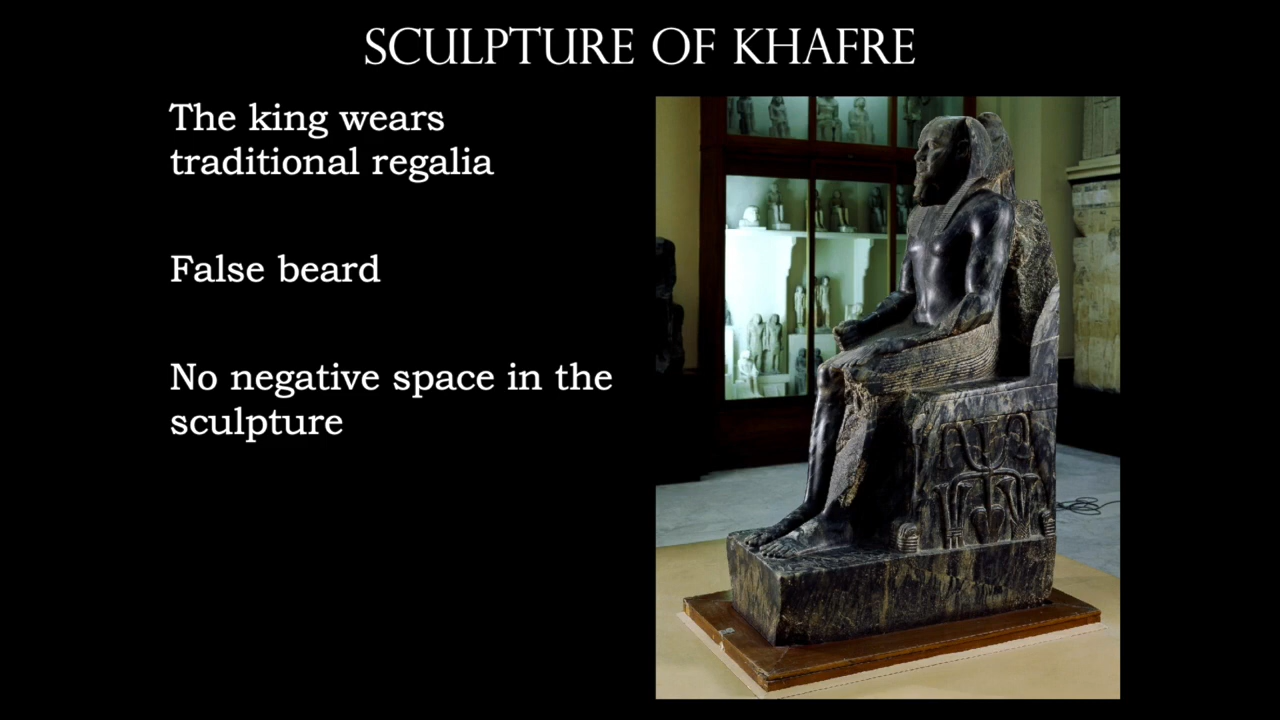 SCULPTURE OF KHAFRE
The king wears
traditional regalia
False beard
No negative space in the
sculpture